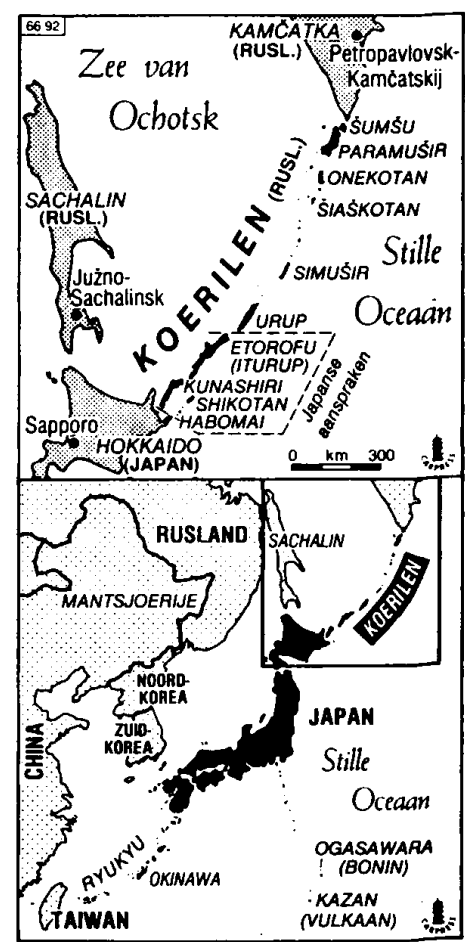 66 92
KAMČATKA
(RUSL.)
Petropavlovsk-
Kamčatskij
Zee van
Ochotsk
ŠUMŠU
PARAMUŠIR
ONEKOTAN
ŠIAŠKOTAN
SACHALIN
(RUSL.)
KOERILEN (RUSL.)
Stille
Oceaan
SIMUŠIR
Južno-
Sachalinsk
URUP
ETOROFU
(ITURUP)
KUNASHIRI
SHIKOTAN
HABOMAI
Japanse
aanspraken
Sapporo
HOKKAIDO
(JAPAN)
0 km 300
RUSLAND
SACHALIN
KOERILEN
MANTSJOERIJE
NOORD-
KOREA
ZUID-
KOREA
CHINA
JAPAN
Stille
Oceaan
RYUKYU
OKINAWA
OGASAWARA
(BONIN)
KAZAN
(VULKAAN)
TAIWAN